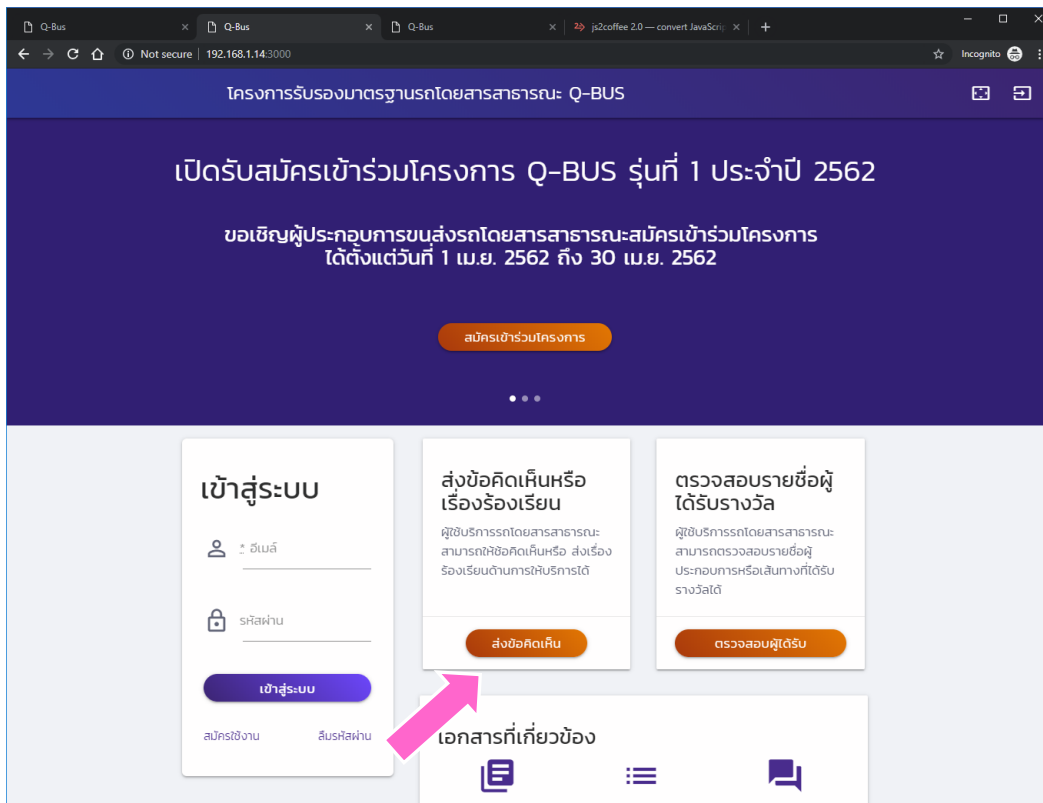 Q-Bus
Q-Bus
Q-Bus
js2coffee 2.0 — convert JavaScrip
Not secure | 192.168.1.14:3000
Incognito
โครงการรับรองมาตรฐานรถโดยสารสาธารณะ Q-BUS
เปิดรับสมัครเข้าร่วมโครงการ Q-BUS รุ่นที่ 1 ประจำปี 2562
ขอเชิญผู้ประกอบการขนส่งรถโดยสารสาธารณะสมัครเข้าร่วมโครงการ
ได้ตั้งแต่วันที่ 1 เม.ย. 2562 ถึง 30 เม.ย. 2562
สมัครเข้าร่วมโครงการ
เข้าสู่ระบบ
* อีเมล์
รหัสผ่าน
เข้าสู่ระบบ
สมัครใช้งาน
ลืมรหัสผ่าน
ส่งข้อคิดเห็นหรือ
เรื่องร้องเรียน
ผู้ใช้บริการรถโดยสารสาธารณะ
สามารถให้ข้อคิดเห็นหรือ ส่งเรื่อง
ร้องเรียนด้านการให้บริการได้
ส่งข้อคิดเห็น
ตรวจสอบรายชื่อผู้
ได้รับรางวัล
ผู้ใช้บริการรถโดยสารสาธารณะ
สามารถตรวจสอบรายชื่อผู้
ประกอบการหรือเส้นทางที่ได้รับ
รางวัลได้
ตรวจสอบผู้ได้รับ
เอกสารที่เกี่ยวข้อง